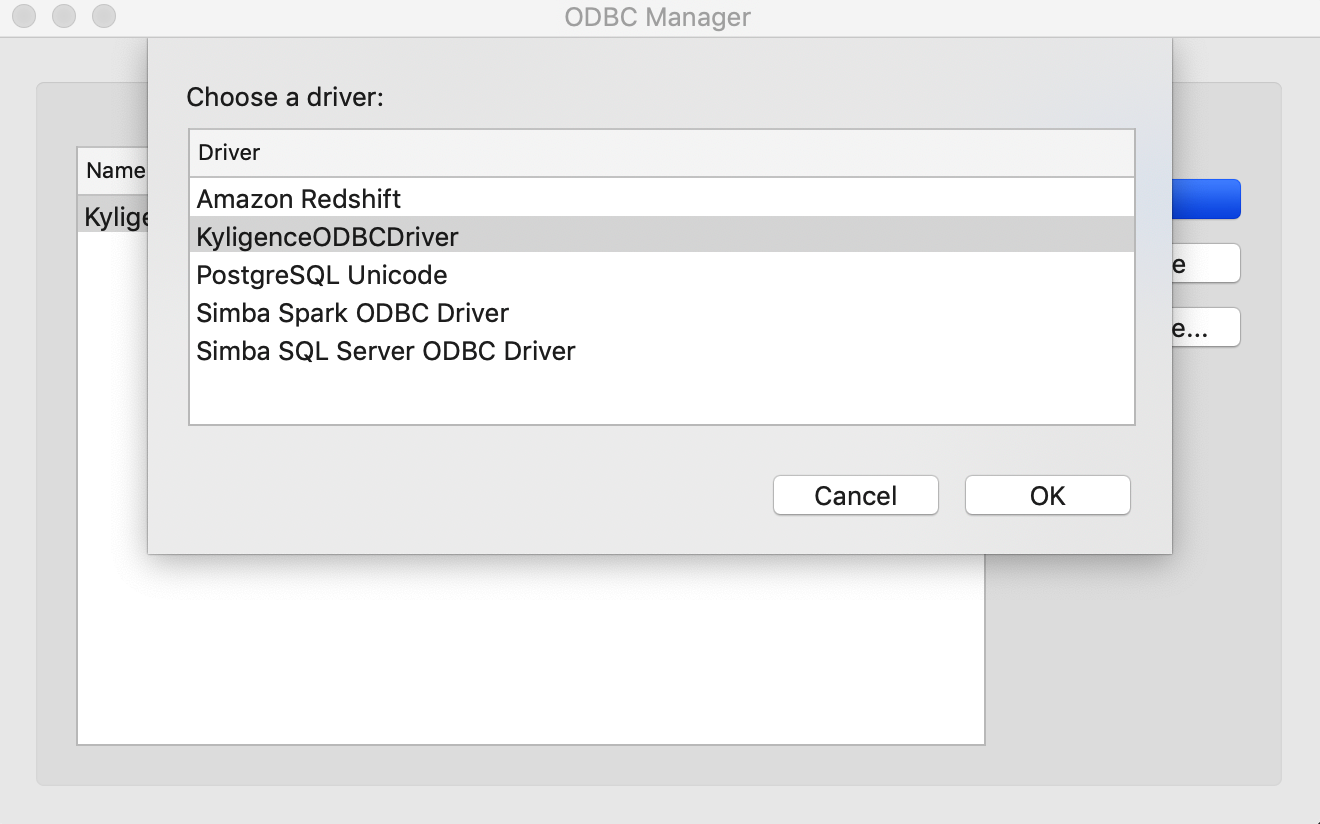 ODBC Manager
Choose a driver:
Driver
Name
Amazon Redshift
KyligenceODBCDriver
PostgreSQL Unicode
Simba Spark ODBC Driver
Simba SQL Server ODBC Driver
Cancel
OK